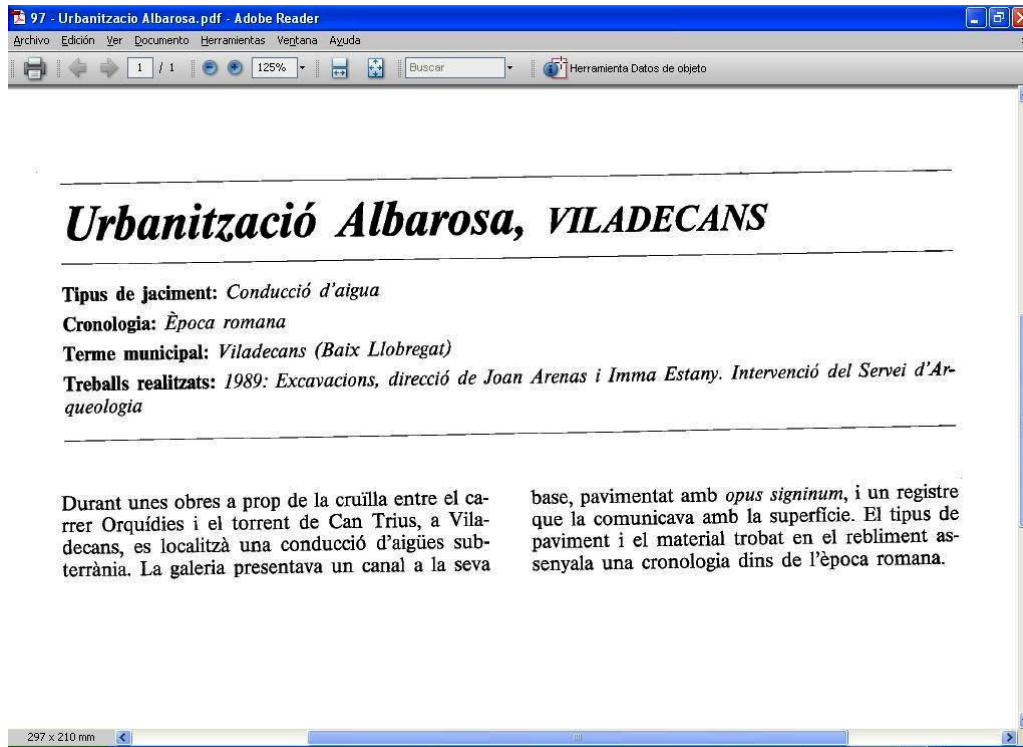 97 - Urbanitzacio Albarosa.pdf - Adobe Reader
Archivo Edición Ver Documento Herramientas Ventana Ayuda
1 / 1 125% Buscar Herramienta Datos de objeto
Urbanització Albarosa, VILADECANS
Tipus de jaciment: Conducció d'aigua
Cronologia: Època romana
Terme municipal: Viladecans (Baix Llobregat)
Treballs realitzats: 1989: Excavacions, direcció de Joan Arenas i Imma Estany. Intervenció del Servei d'Ar-
queologia
Durant unes obres a prop de la cruïlla entre el ca-
rrer Orquídies i el torrent de Can Trius, a Vila-
decans, es localitzà una conducció d'aigües sub-
terrània. La galeria presentava un canal a la seva
base, pavimentat amb opus signinum, i un registre
que la comunicava amb la superfície. El tipus de
paviment i el material trobat en el rebliment as-
senyala una cronologia dins de l'època romana.
297 x 210 mm